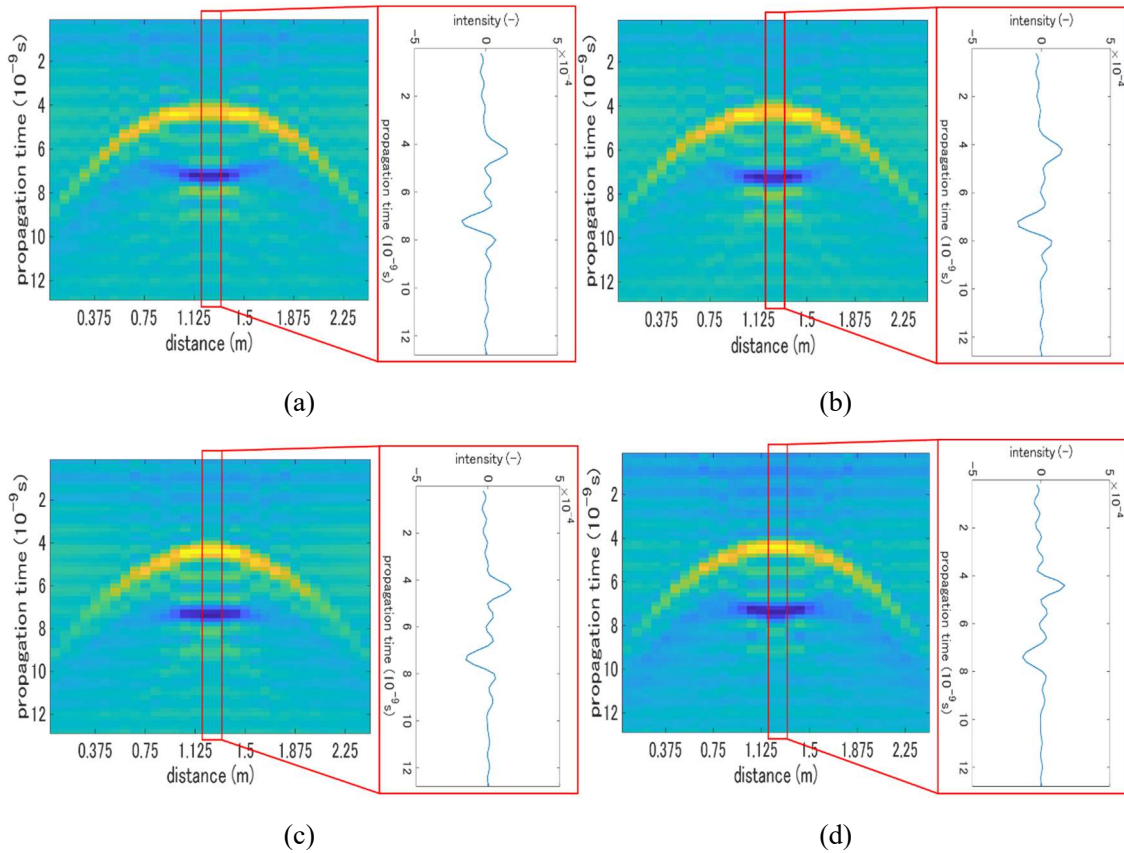 intensity (-)
-5 0 5
×10⁻⁴
propagation time (10⁻⁹s)
2 4 6 8 10 12
propagation time (10⁻⁹s)
2 4 6 8 10 12
0.375 0.75 1.125 1.5 1.875 2.25
distance (m)
(a)
intensity (-)
-5 0 5
×10⁻⁴
propagation time (10⁻⁹s)
2 4 6 8 10 12
propagation time (10⁻⁹s)
2 4 6 8 10 12
0.375 0.75 1.125 1.5 1.875 2.25
distance (m)
(b)
intensity (-)
-5 0 5
×10⁻⁴
propagation time (10⁻⁹s)
2 4 6 8 10 12
propagation time (10⁻⁹s)
2 4 6 8 10 12
0.375 0.75 1.125 1.5 1.875 2.25
distance (m)
(c)
intensity (-)
-5 0 5
×10⁻⁴
propagation time (10⁻⁹s)
2 4 6 8 10 12
propagation time (10⁻⁹s)
2 4 6 8 10 12
0.375 0.75 1.125 1.5 1.875 2.25
distance (m)
(d)